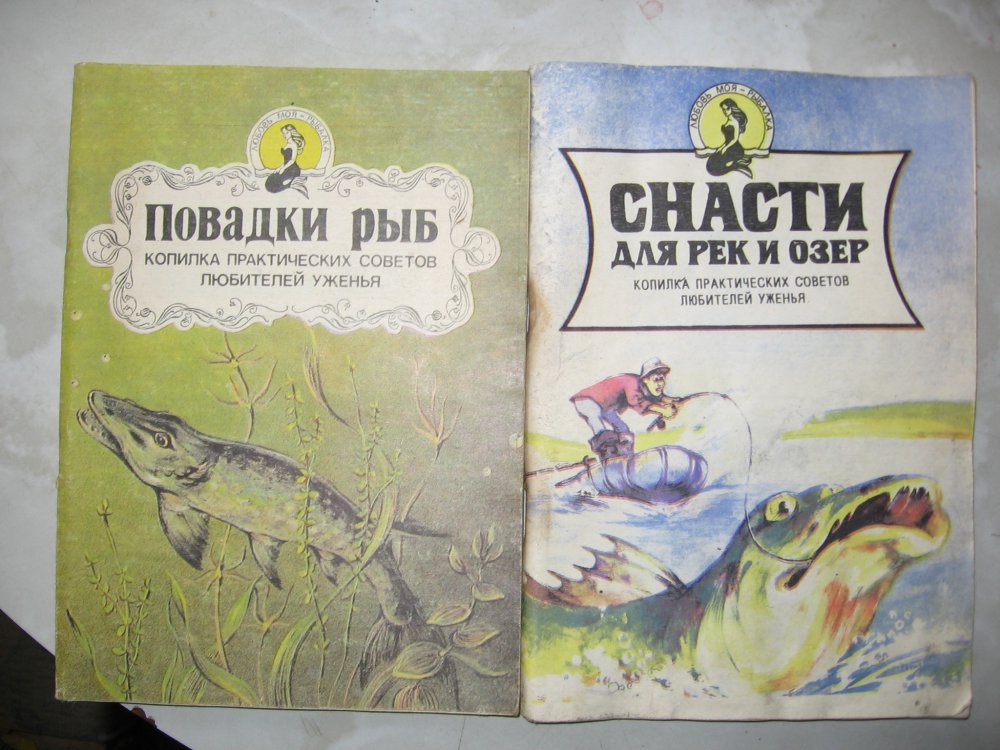 ЛЮБОВЬ МОЯ - РЫБАЛКА
ПОВАДКИ РЫБ
КОПИЛКА ПРАКТИЧЕСКИХ СОВЕТОВ
ЛЮБИТЕЛЕЙ УЖЕНЬЯ
ЛЮБОВЬ МОЯ - РЫБАЛКА
СНАСТИ
ДЛЯ РЕК И ОЗЕР
КОПИЛКА ПРАКТИЧЕСКИХ СОВЕТОВ
ЛЮБИТЕЛЕЙ УЖЕНЬЯ